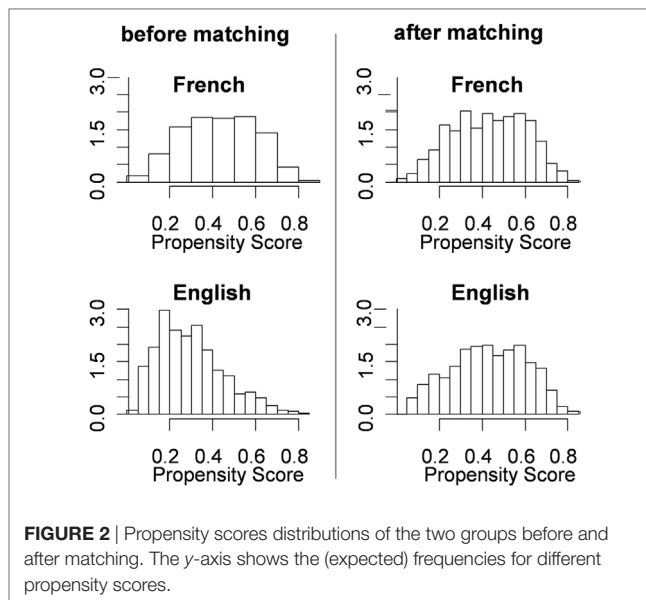 before matching
after matching
French
3.0
1.5
0.0
0.2 0.4 0.6 0.8
Propensity Score
French
3.0
1.5
0.0
0.2 0.4 0.6 0.8
Propensity Score
English
3.0
1.5
0.0
0.2 0.4 0.6 0.8
Propensity Score
English
3.0
1.5
0.0
0.2 0.4 0.6 0.8
Propensity Score
FIGURE 2 | Propensity scores distributions of the two groups before and
after matching. The y-axis shows the (expected) frequencies for different
propensity scores.